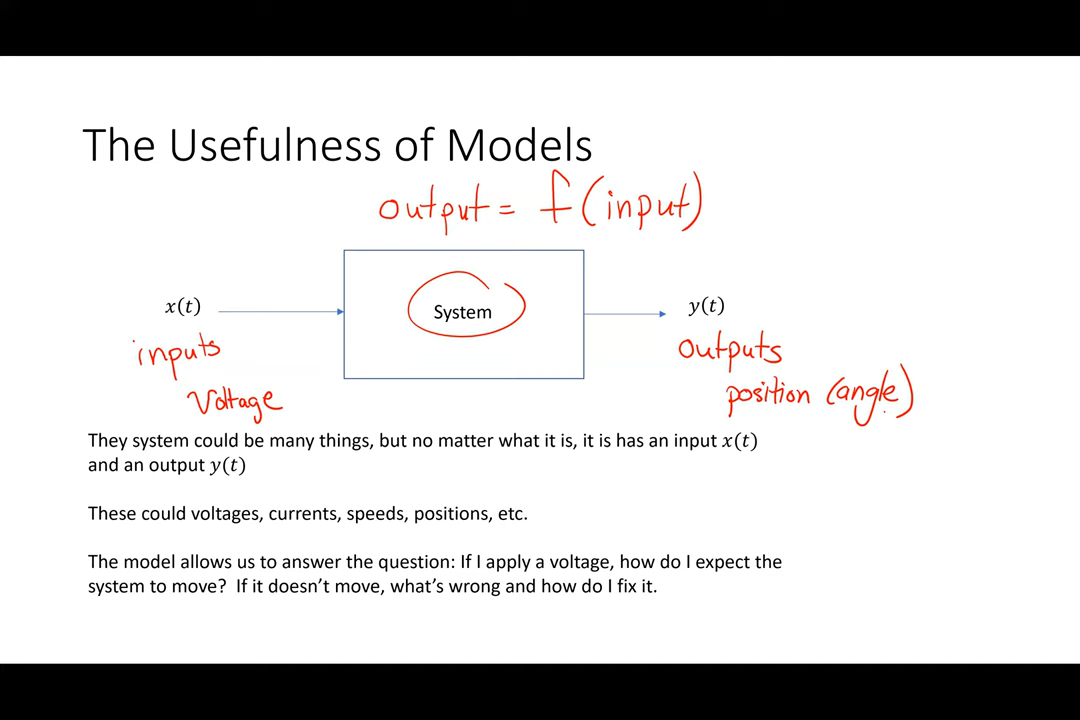 The Usefulness of Models
output = f(input)
x(t)
System
y(t)
inputs
outputs
Voltage
position (angle)
They system could be many things, but no matter what it is, it is has an input x(t)
and an output y(t)
These could voltages, currents, speeds, positions, etc.
The model allows us to answer the question: If I apply a voltage, how do I expect the
system to move?  If it doesn’t move, what’s wrong and how do I fix it.